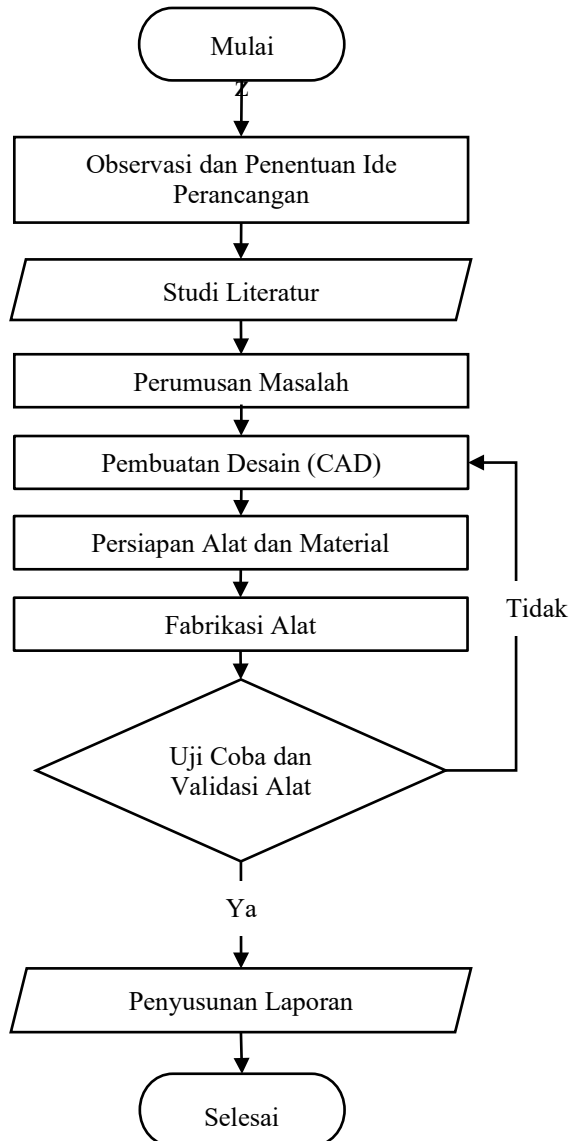 Mulai
z
Observasi dan Penentuan Ide
Perancangan
Studi Literatur
Perumusan Masalah
Pembuatan Desain (CAD)
Persiapan Alat dan Material
Fabrikasi Alat
Tidak
Uji Coba dan
Validasi Alat
Ya
Penyusunan Laporan
Selesai